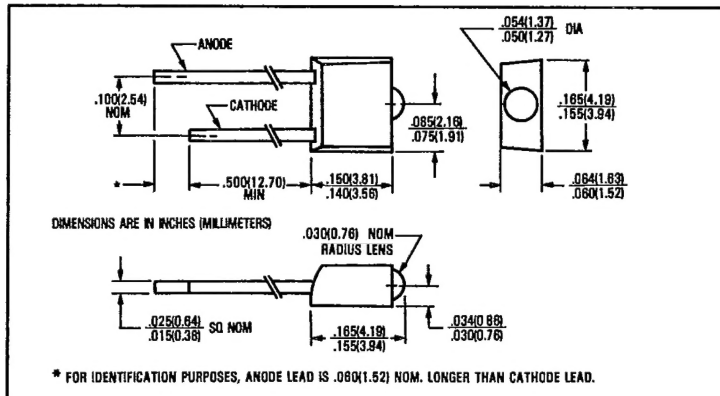 .054(1.37)
.050(1.27) DIA
ANODE
.100(2.54)
NOM
CATHODE
.085(2.16)
.075(1.91)
.165(4.19)
.155(3.94)
* .500(12.70)
MIN
.150(3.81)
.140(3.56)
.064(1.63)
.060(1.52)
DIMENSIONS ARE IN INCHES (MILLIMETERS)
.030(0.76) NOM
RADIUS LENS
.025(0.64)
.015(0.38) SQ NOM
.165(4.19)
.155(3.94)
.034(0.86)
.030(0.76)
* FOR IDENTIFICATION PURPOSES, ANODE LEAD IS .060(1.52) NOM. LONGER THAN CATHODE LEAD.